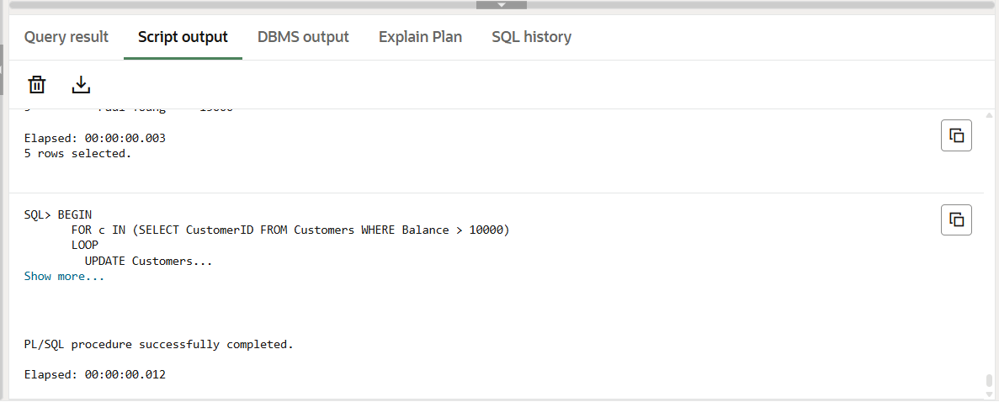 Query result Script output DBMS output Explain Plan SQL history
Elapsed: 00:00:00.003
5 rows selected.
SQL> BEGIN
FOR c IN (SELECT CustomerID FROM Customers WHERE Balance > 10000)
LOOP
UPDATE Customers...
Show more...
PL/SQL procedure successfully completed.
Elapsed: 00:00:00.012